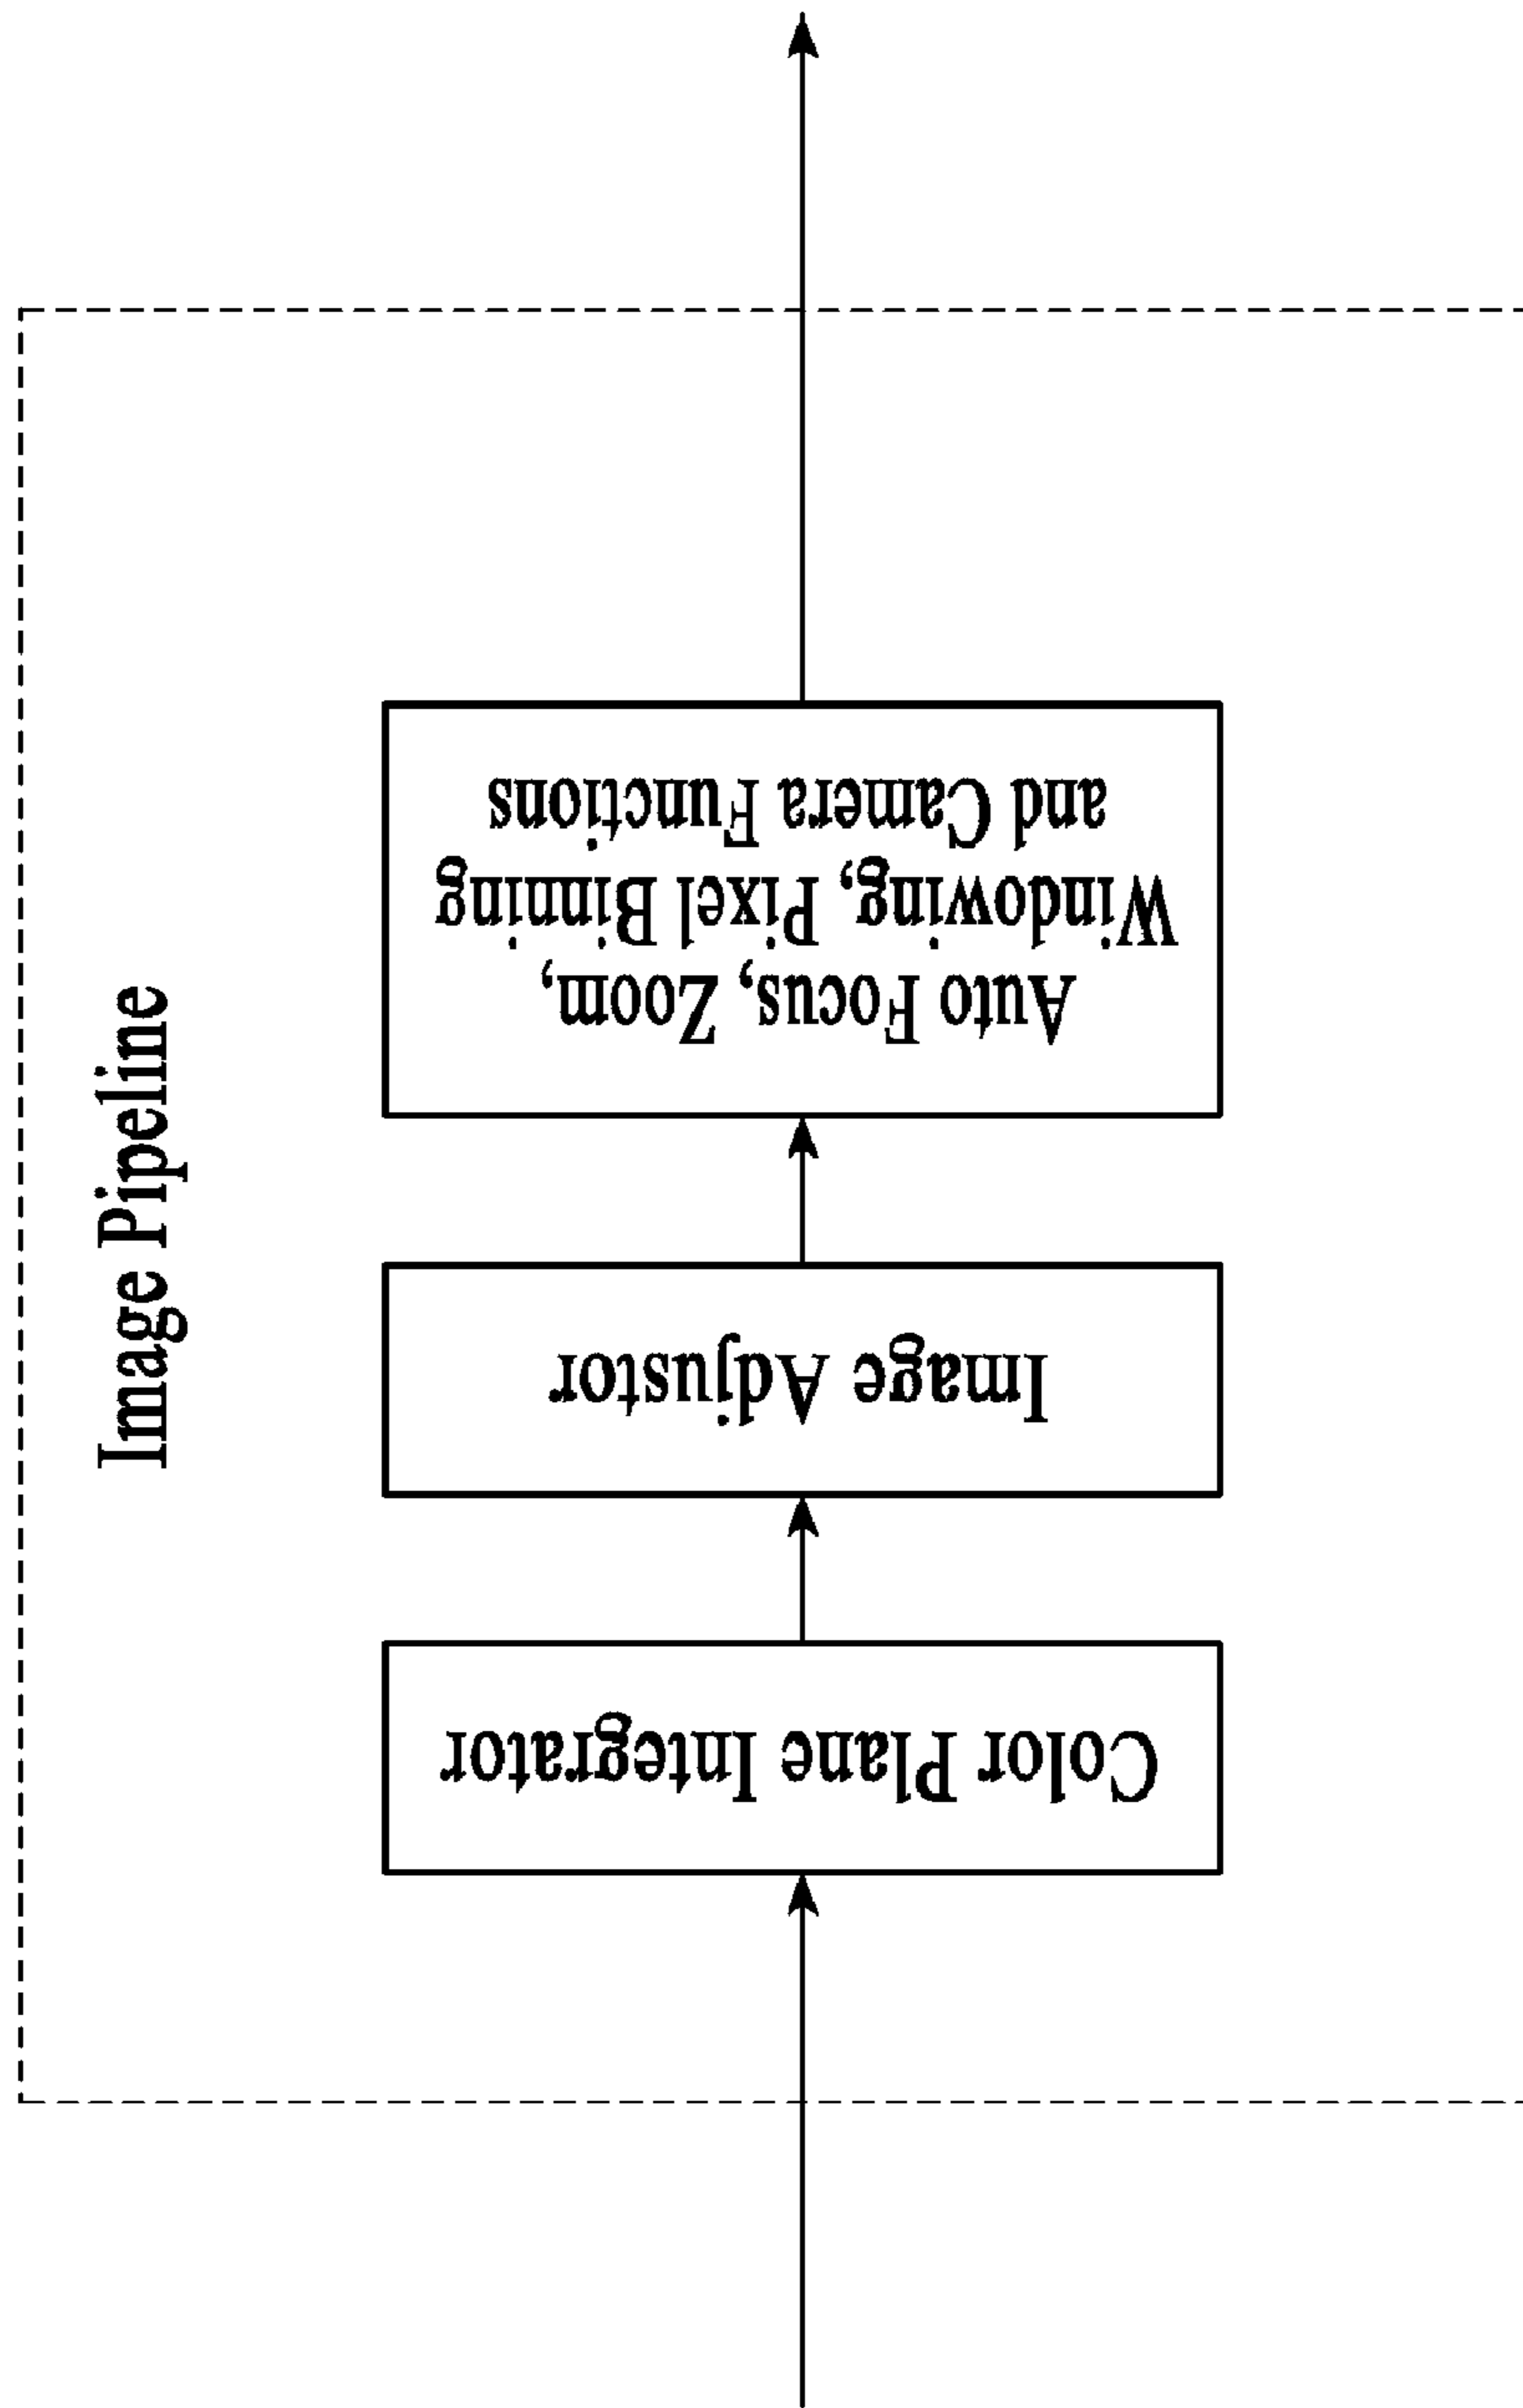 Image Pipeline
Color Plane Integrator
Image Adjustor
Auto Focus, Zoom,
Windowing, Pixel Binning
and Camera Functions